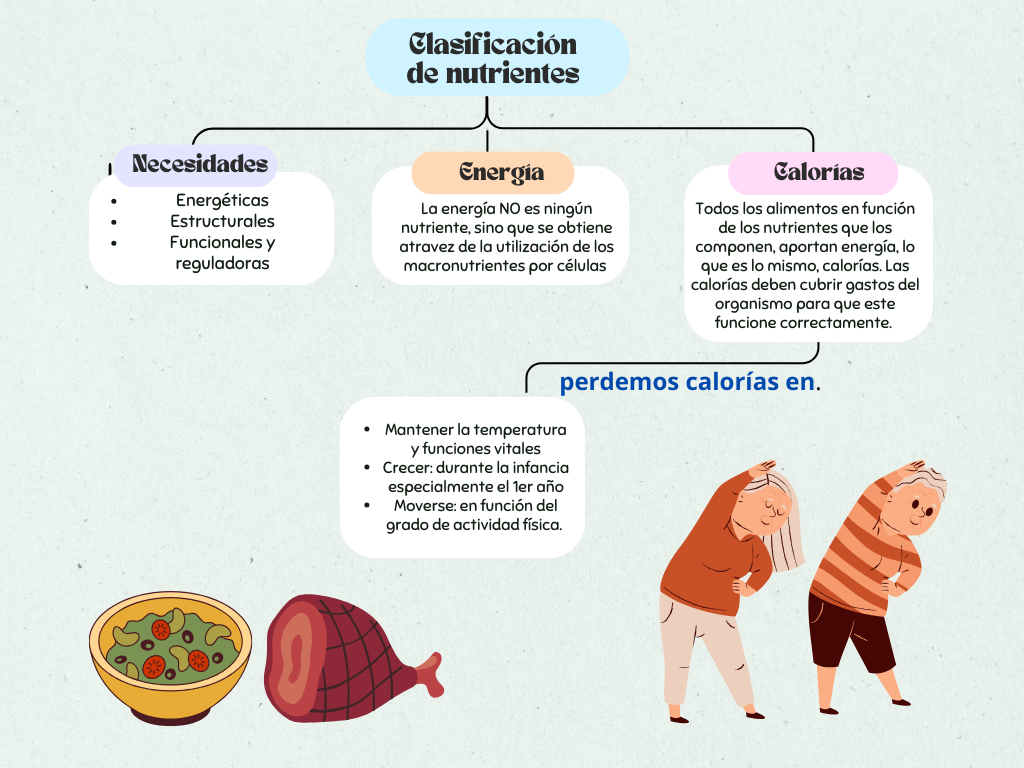 Clasificación
de nutrientes
Necesidades
• Energéticas
• Estructurales
• Funcionales y
reguladoras
Energía
La energía NO es ningún
nutriente, sino que se obtiene
atravez de la utilización de los
macronutrientes por células
Calorías
Todos los alimentos en función
de los nutrientes que los
componen, aportan energía, lo
que es lo mismo, calorías. Las
calorías deben cubrir gastos del
organismo para que este
funcione correctamente.
perdemos calorías en.
• Mantener la temperatura
y funciones vitales
• Crecer: durante la infancia
especialmente el 1er año
• Moverse: en función del
grado de actividad física.